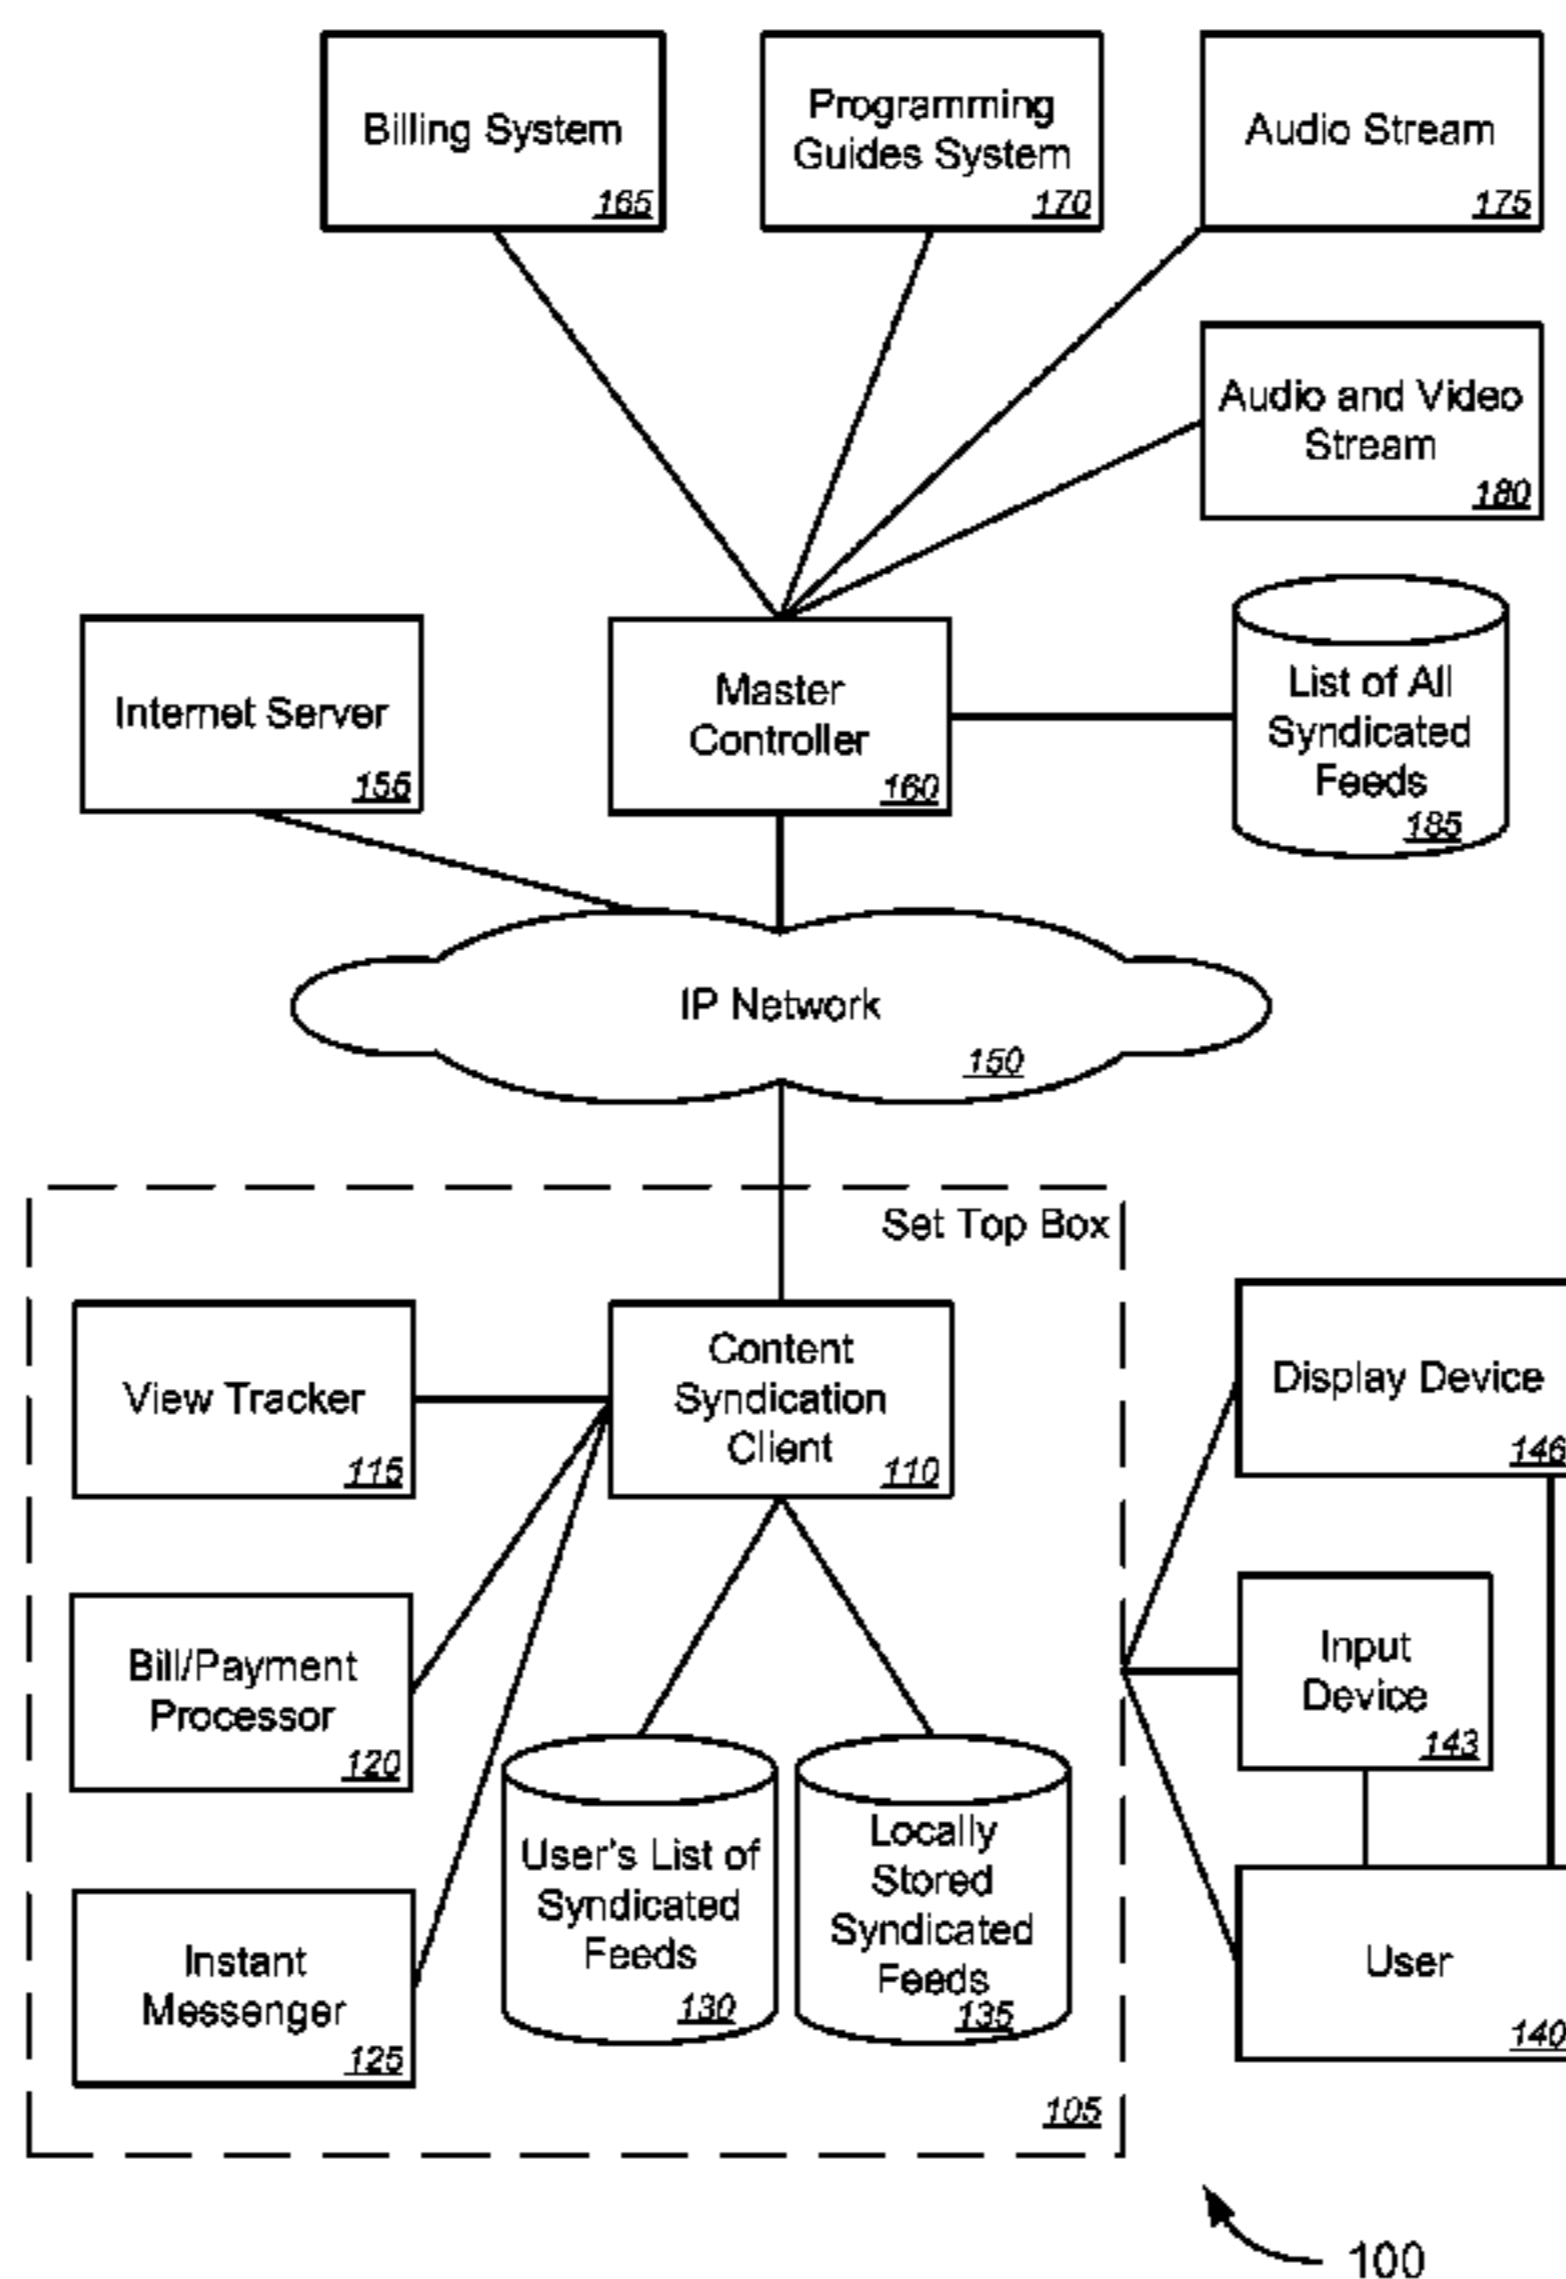 Billing System
165
Programming
Guides System
170
Audio Stream
175
Audio and Video
Stream
180
Internet Server
155
Master
Controller
160
List of All
Syndicated
Feeds
185
IP Network
150
Set Top Box
View Tracker
115
Content
Syndication
Client
110
Display Device
146
Bill/Payment
Processor
120
Input
Device
143
User's List of
Syndicated
Feeds
130
Locally
Stored
Syndicated
Feeds
135
Instant
Messenger
125
User
140
105
100